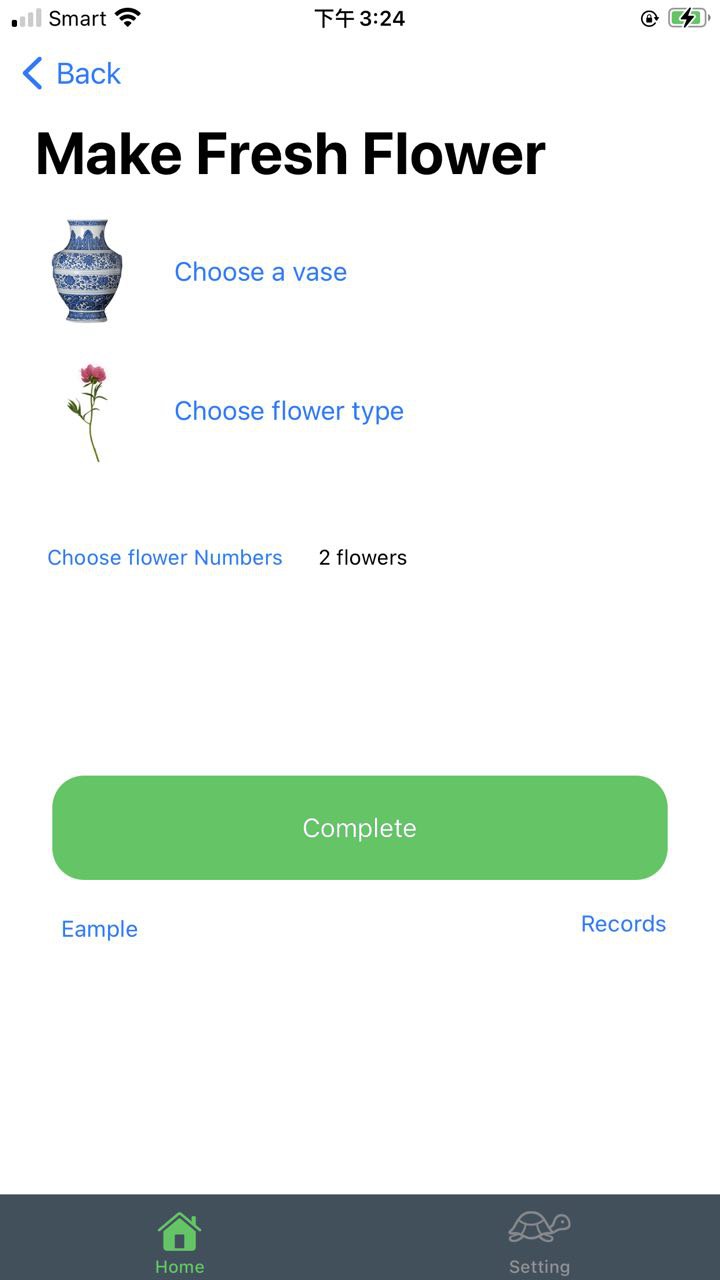 Smart 下午3:24
Back
Make Fresh Flower
Choose a vase
Choose flower type
Choose flower Numbers 2 flowers
Complete
Eample Records
Home Setting